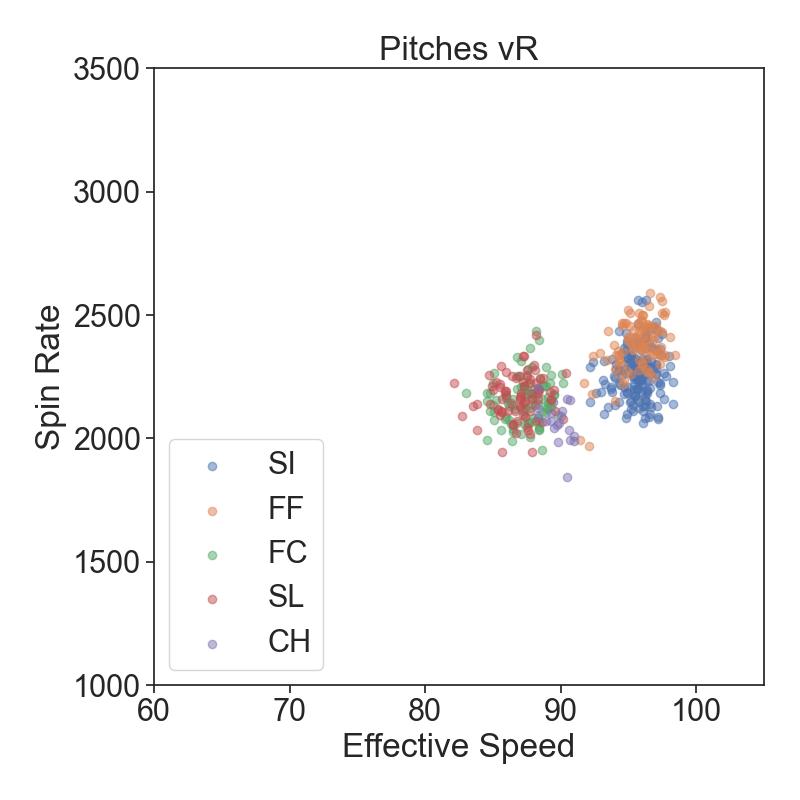 Pitches vR
3500
3000
2500
2000
1500
1000
Spin Rate
SI
FF
FC
SL
CH
60 70 80 90 100
Effective Speed